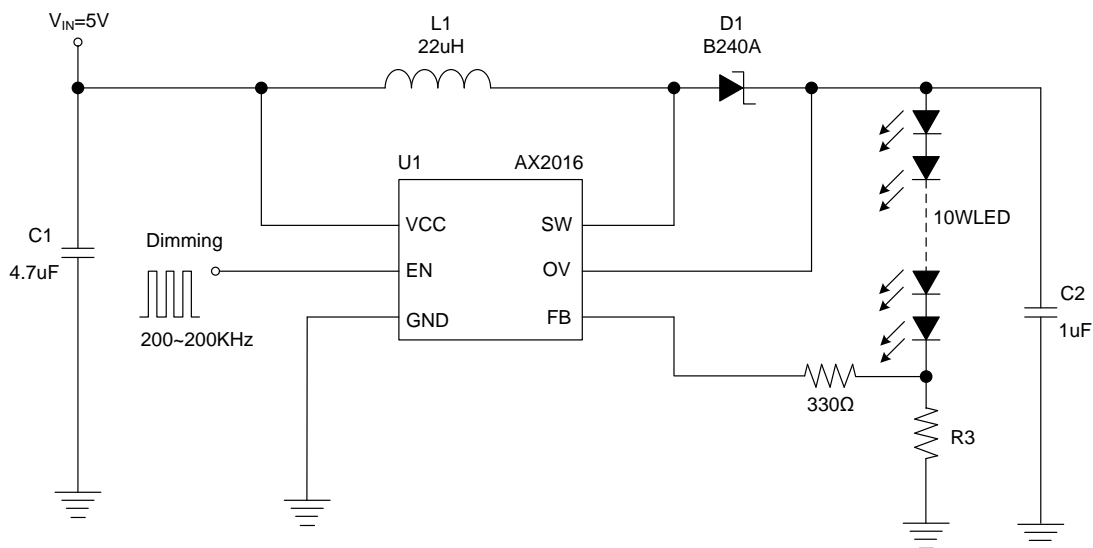 VIN=5V
L1
22uH
D1
B240A
U1
AX2016
VCC
SW
EN
OV
GND
FB
C1
4.7uF
Dimming
200~200KHz
10WLED
C2
1uF
330Ω
R3